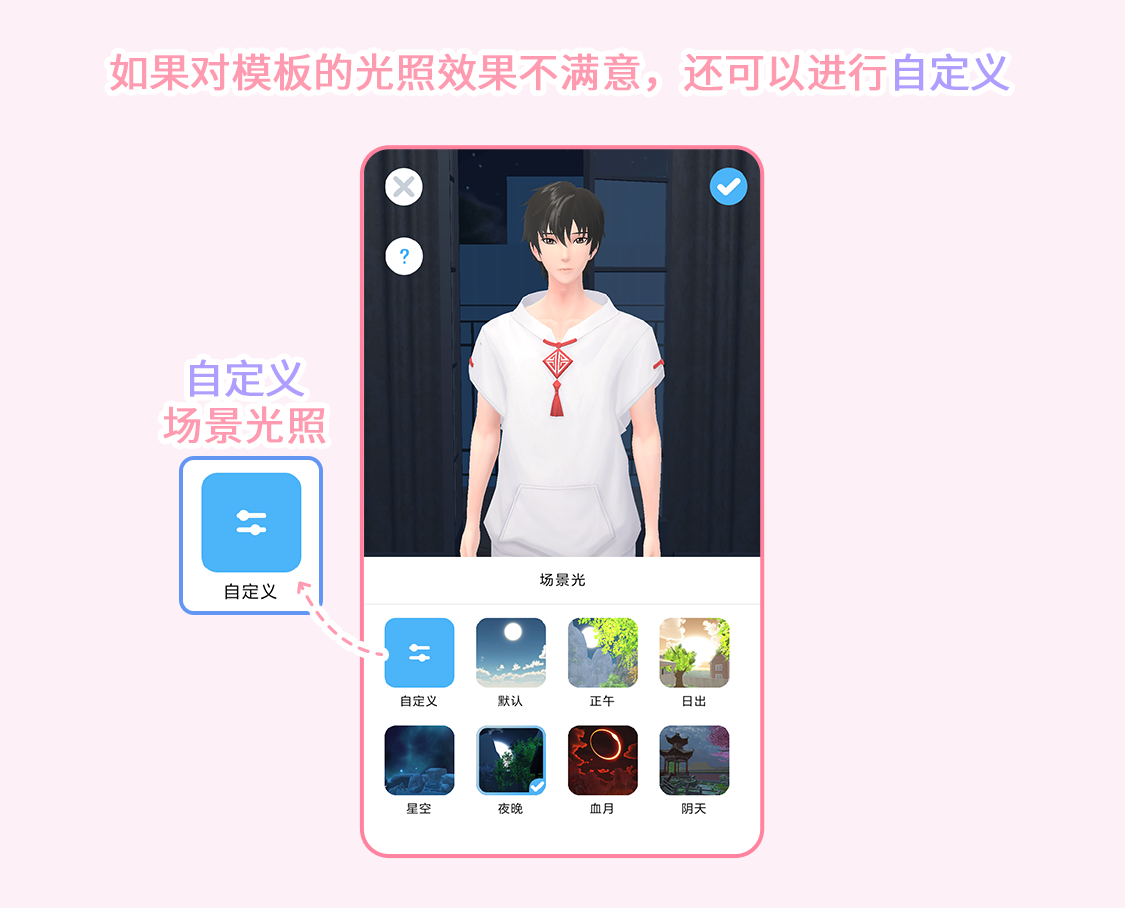 如果对模板的光照效果不满意，还可以进行自定义
?
自定义
场景光照
自定义
场景光
自定义
默认
正午
日出
星空
夜晚
血月
阴天